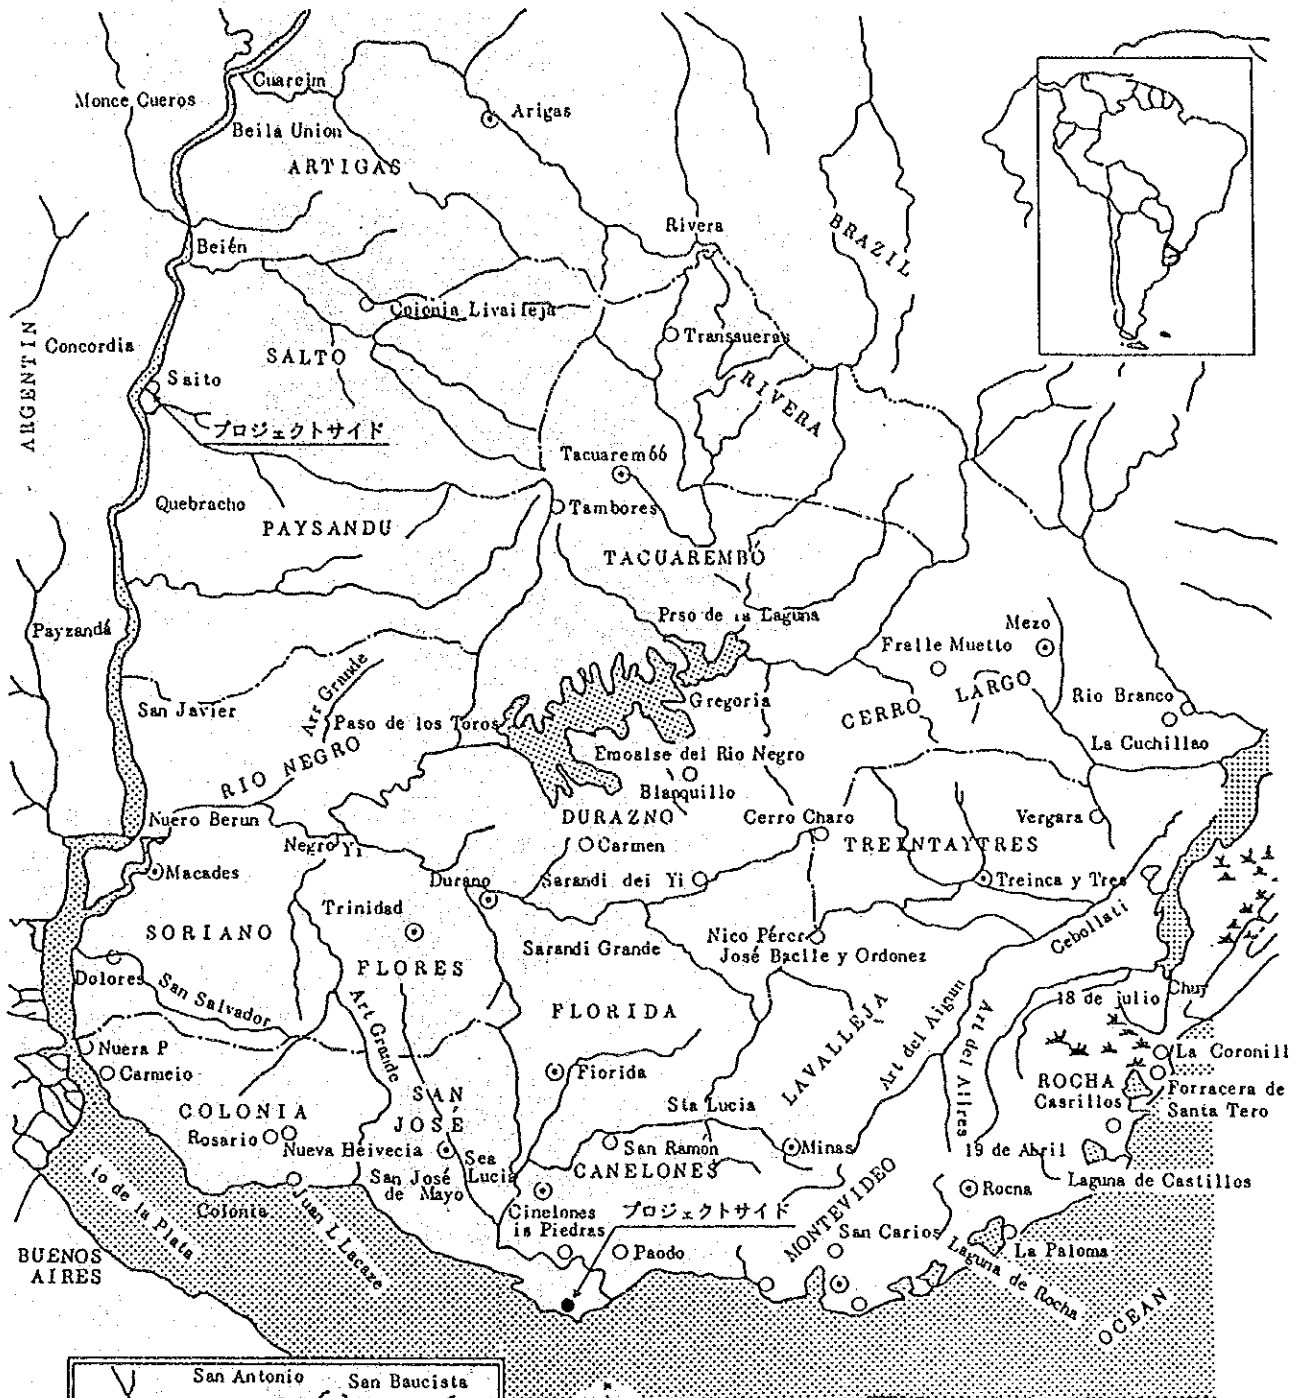 Cuareim
Monce Cueros
Arigas
Beila Union
ARTIGAS
Rivera
BRAZIL
Beién
Coionia Livaileja
Transaueras
ARGENTIN
Concordia
SALTO
Saito
RIVERA
プロジェクトサイド
Tacuarem66
Quebracho
Tambores
PAYSANDU
TACUAREMBÓ
Payzandá
Prso de la Laguna
Mezo
Fralle Muetto
LARGO
San Javier
Arr Grande
Gregoria
Rio Branco
CERRO
Paso de los Toros
La Cuchillao
RIO NEGRO
Emoalse del Rio Negro
Blanquillo
Nuero Berun
DURAZNO
Cerro Charo
Vergara
Negro
Yi
Carmen
TREINTAYTRES
Macades
Durano
Sarandi dei Yi
Treinca y Tres
Trinidad
SORIANO
Cebollati
Sarandi Grande
Nico Pércr
José Baclle y Ordonez
FLORES
Dolores
San Salvador
Art Grande
FLORIDA
LAVALLEJA
Art del Aigun
Art del Allres
18 de julio
Chuy
Nuera P
La Coronill
Carmeio
Fiorida
ROCHA
Casrillos
Forracera de
Santa Tero
COLONIA
SAN
JOSÉ
Sta Lucia
Rosario
Nueva Heivecia
San Ramón
Minas
19 de Abril
Sea
Lucia
San José
de Mayo
CANELONES
Laguna de Castillos
Rocna
Colonia
Juan L Lacaze
Cinelones
ia Piedras
プロジェクトサイド
MONTEVIDEO
San Carlos
io de la Plata
Paodo
La Paloma
BUENOS
AIRES
Laguna de Rocha
OCEAN
San Antonio
San Baucista